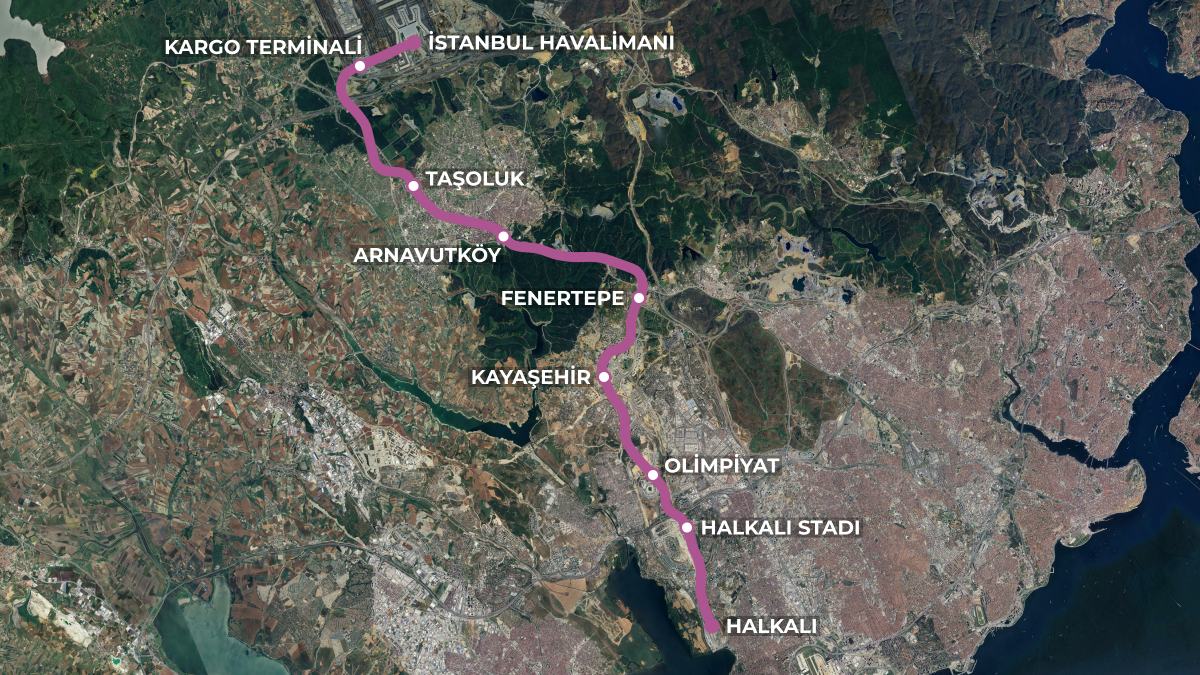 KARGO TERMİNALİ
İSTANBUL HAVALİMANI
TAŞOLUK
ARNAVUTKÖY
FENERTEPE
KAYAŞEHİR
OLİMPİYAT
HALKALI STADI
HALKALI